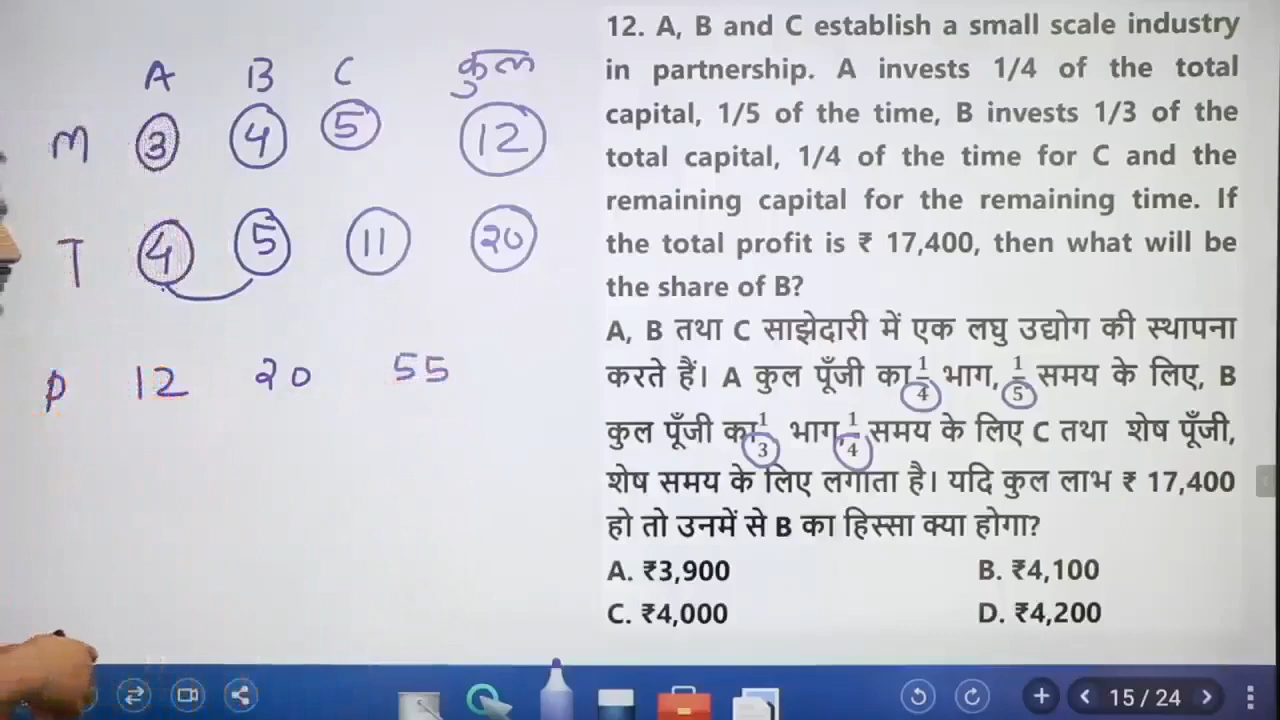 A B C कुल
M 3 4 5 12
T 4 5 11 20
P 12 20 55
12. A, B and C establish a small scale industry
in partnership. A invests 1/4 of the total
capital, 1/5 of the time, B invests 1/3 of the
total capital, 1/4 of the time for C and the
remaining capital for the remaining time. If
the total profit is ₹ 17,400, then what will be
the share of B?
A, B तथा C साझेदारी में एक लघु उद्योग की स्थापना
करते हैं। A कुल पूँजी का 1/4 भाग, 1/5 समय के लिए, B
कुल पूँजी का 1/3 भाग, 1/4 समय के लिए C तथा शेष पूँजी,
शेष समय के लिए लगाता है। यदि कुल लाभ ₹ 17,400
हो तो उनमें से B का हिस्सा क्या होगा?
A. ₹3,900 B. ₹4,100
C. ₹4,000 D. ₹4,200
15 / 24